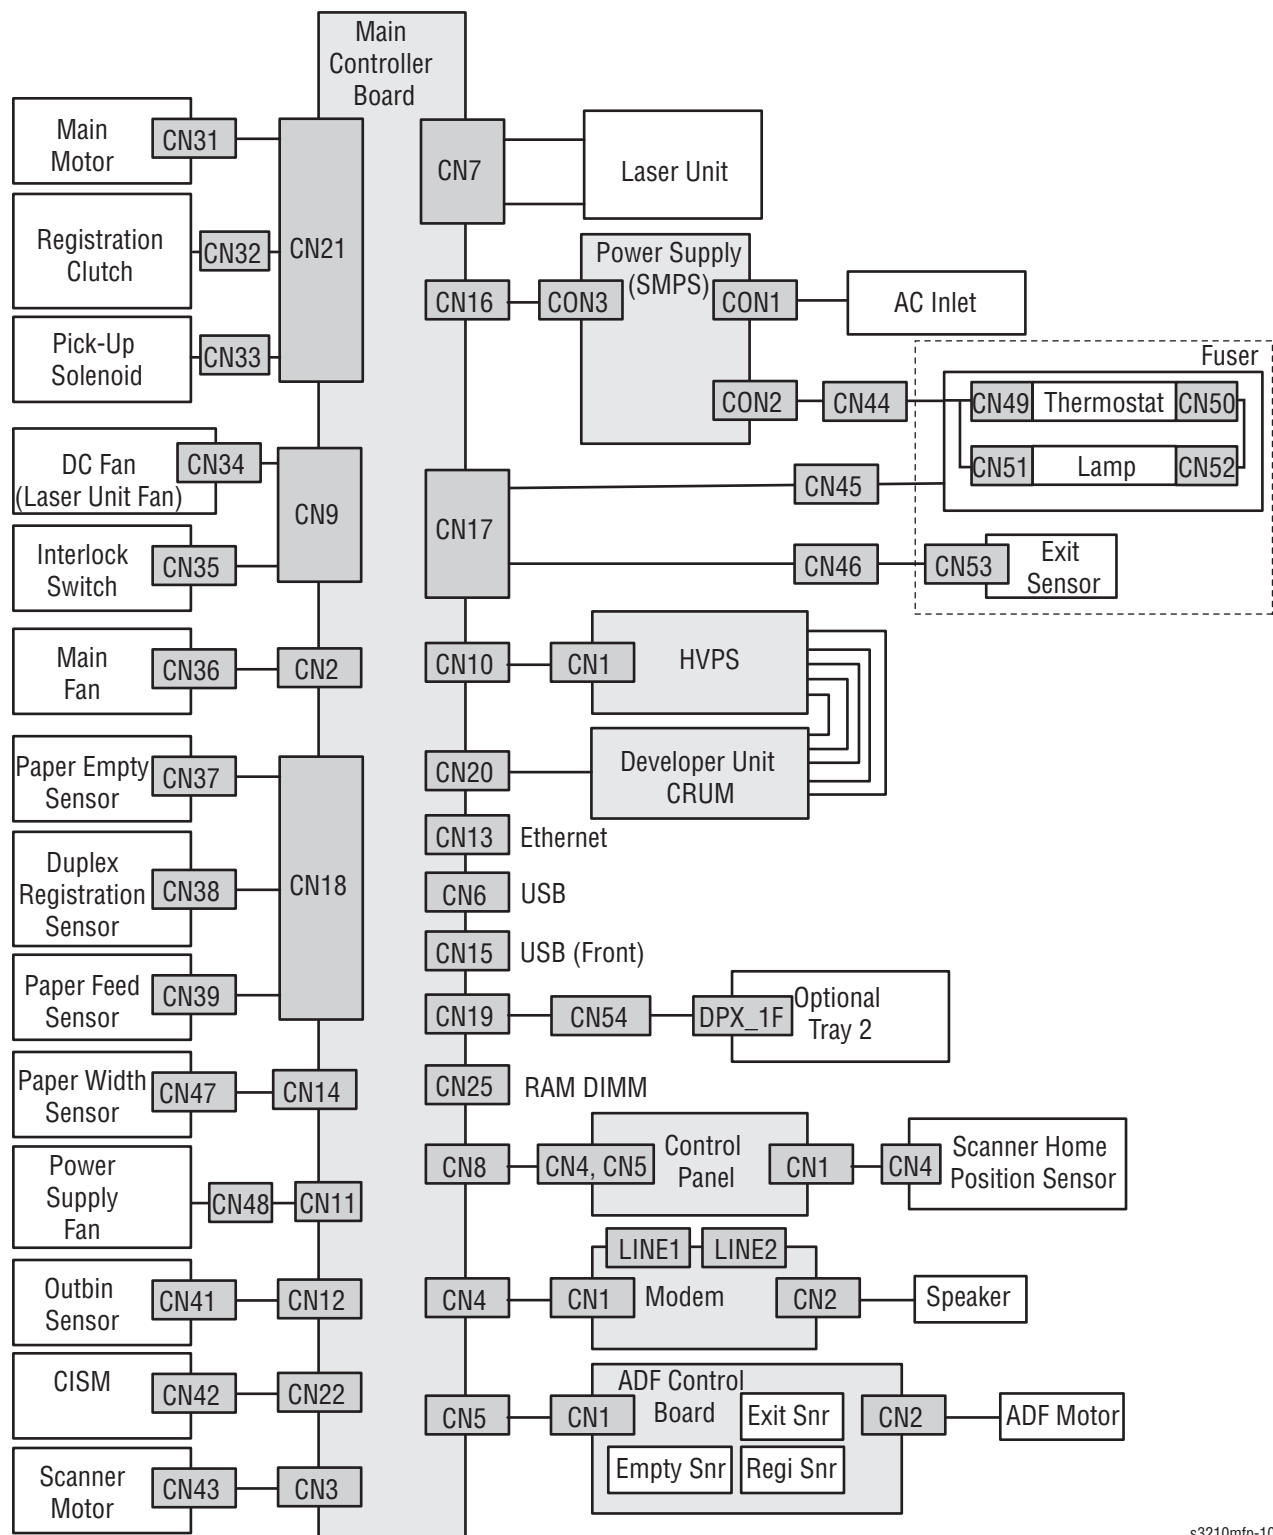 Main
Controller
Board
Main
Motor
CN31
Registration
Clutch
CN32
CN21
Pick-Up
Solenoid
CN33
DC Fan
(Laser Unit Fan)
CN34
CN9
Interlock
Switch
CN35
Main
Fan
CN36
CN2
Paper Empty
Sensor
CN37
Duplex
Registration
Sensor
CN38
CN18
Paper Feed
Sensor
CN39
Paper Width
Sensor
CN47
CN14
Power
Supply
Fan
CN48
CN11
Outbin
Sensor
CN41
CN12
CISM
CN42
CN22
Scanner
Motor
CN43
CN3
CN7
Laser Unit
CN16
CON3
Power Supply
(SMPS)
CON1
AC Inlet
CON2
CN44
Fuser
CN49
Thermostat
CN50
CN51
Lamp
CN52
CN17
CN45
CN46
CN53
Exit
Sensor
CN10
CN1
HVPS
CN20
Developer Unit
CRUM
CN13
Ethernet
CN6
USB
CN15
USB (Front)
CN19
CN54
DPX_1F
Optional
Tray 2
CN25
RAM DIMM
CN8
CN4, CN5
Control
Panel
CN1
CN4
Scanner Home
Position Sensor
LINE1
LINE2
CN4
CN1
Modem
CN2
Speaker
CN5
CN1
ADF Control
Board
Exit Snr
Empty Snr
Regi Snr
CN2
ADF Motor